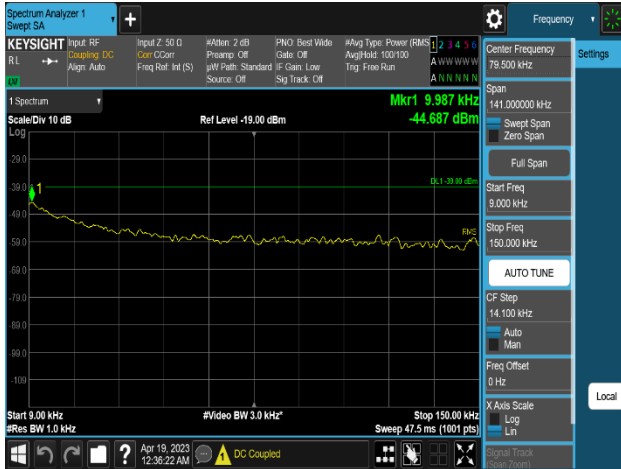 Spectrum Analyzer 1
Swept SA
+
Frequency
KEYSIGHT
RL
Input: RF
Coupling: DC
Align: Auto
Input Z: 50 Ω
Corr CCorr
Freq Ref: Int (S)
#Atten: 2 dB
Preamp: Off
µW Path: Standard
Source: Off
PNO: Best Wide
Gate: Off
IF Gain: Low
Sig Track: Off
#Avg Type: Power (RMS
Avg|Hold: 100/100
Trig: Free Run
1 2 3 4 5 6
A W W W W W
A N N N N N
1 Spectrum
Scale/Div 10 dB
Log
Ref Level -19.00 dBm
Mkr1 9.987 kHz
-44.687 dBm
-29.0
-39.0
-49.0
-59.0
-69.0
-79.0
-89.0
-99.0
-109
1
DL1 -39.00 dBm
RMS
Start 9.00 kHz
#Res BW 1.0 kHz
#Video BW 3.0 kHz*
Stop 150.00 kHz
Sweep 47.5 ms (1001 pts)
?
Apr 19, 2023
12:36:22 AM
DC Coupled
Center Frequency
79.500 kHz
Settings
Span
141.000000 kHz
Swept Span
Zero Span
Full Span
Start Freq
9.000 kHz
Stop Freq
150.000 kHz
AUTO TUNE
CF Step
14.100 kHz
Auto
Man
Freq Offset
0 Hz
Local
X Axis Scale
Log
Lin
Signal Track
(Span Zoom)